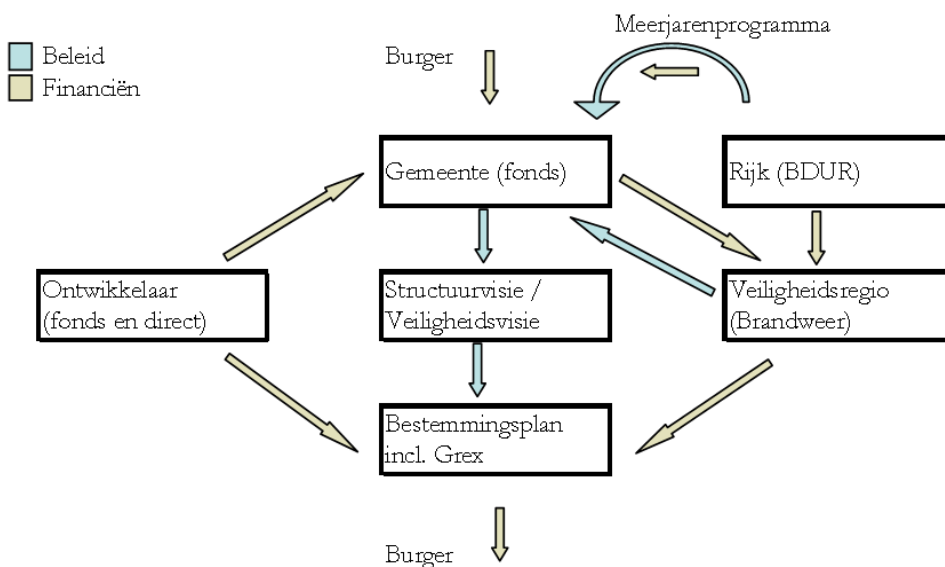 Meerjarenprogramma
Beleid
Financiën
Burger
Gemeente (fonds)
Rijk (BDUR)
Ontwikkelaar
(fonds en direct)
Structuurvisie /
Veiligheidsvisie
Veiligheidsregio
(Brandweer)
Bestemmingsplan
incl. Grex
Burger